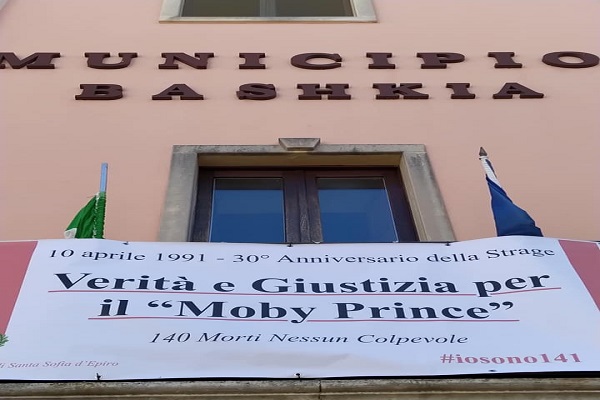 MUNICIPIO
BASHKIA
10 aprile 1991 - 30° Anniversario della Strage
Verità e Giustizia per
il “Moby Prince”
140 Morti Nessun Colpevole
di Santa Sofia d'Epiro
#iosono141